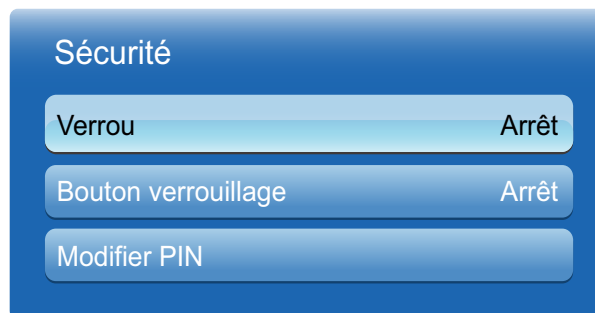 Sécurité
Verrou Arrêt
Bouton verrouillage Arrêt
Modifier PIN